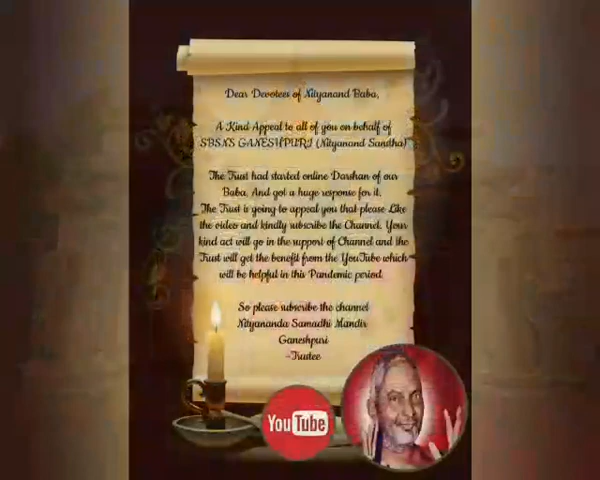 Dear Devotees of Nityanand Baba,
A Kind Appeal to all of you on behalf of
SBSNS GANESHPURI (Nityanand Sanstha)
The Trust had started online Darshan of our
Baba. And got a huge response for it.
The Trust is going to appeal you that please Like
the video and kindly subscribe the Channel. Your
kind act will go in the support of Channel and the
Trust will get the benefit from the YouTube which
will be helpful in this Pandemic period.
So please subscribe the channel
Nityananda Samadhi Mandir
Ganeshpuri
-Trustee
YouTube